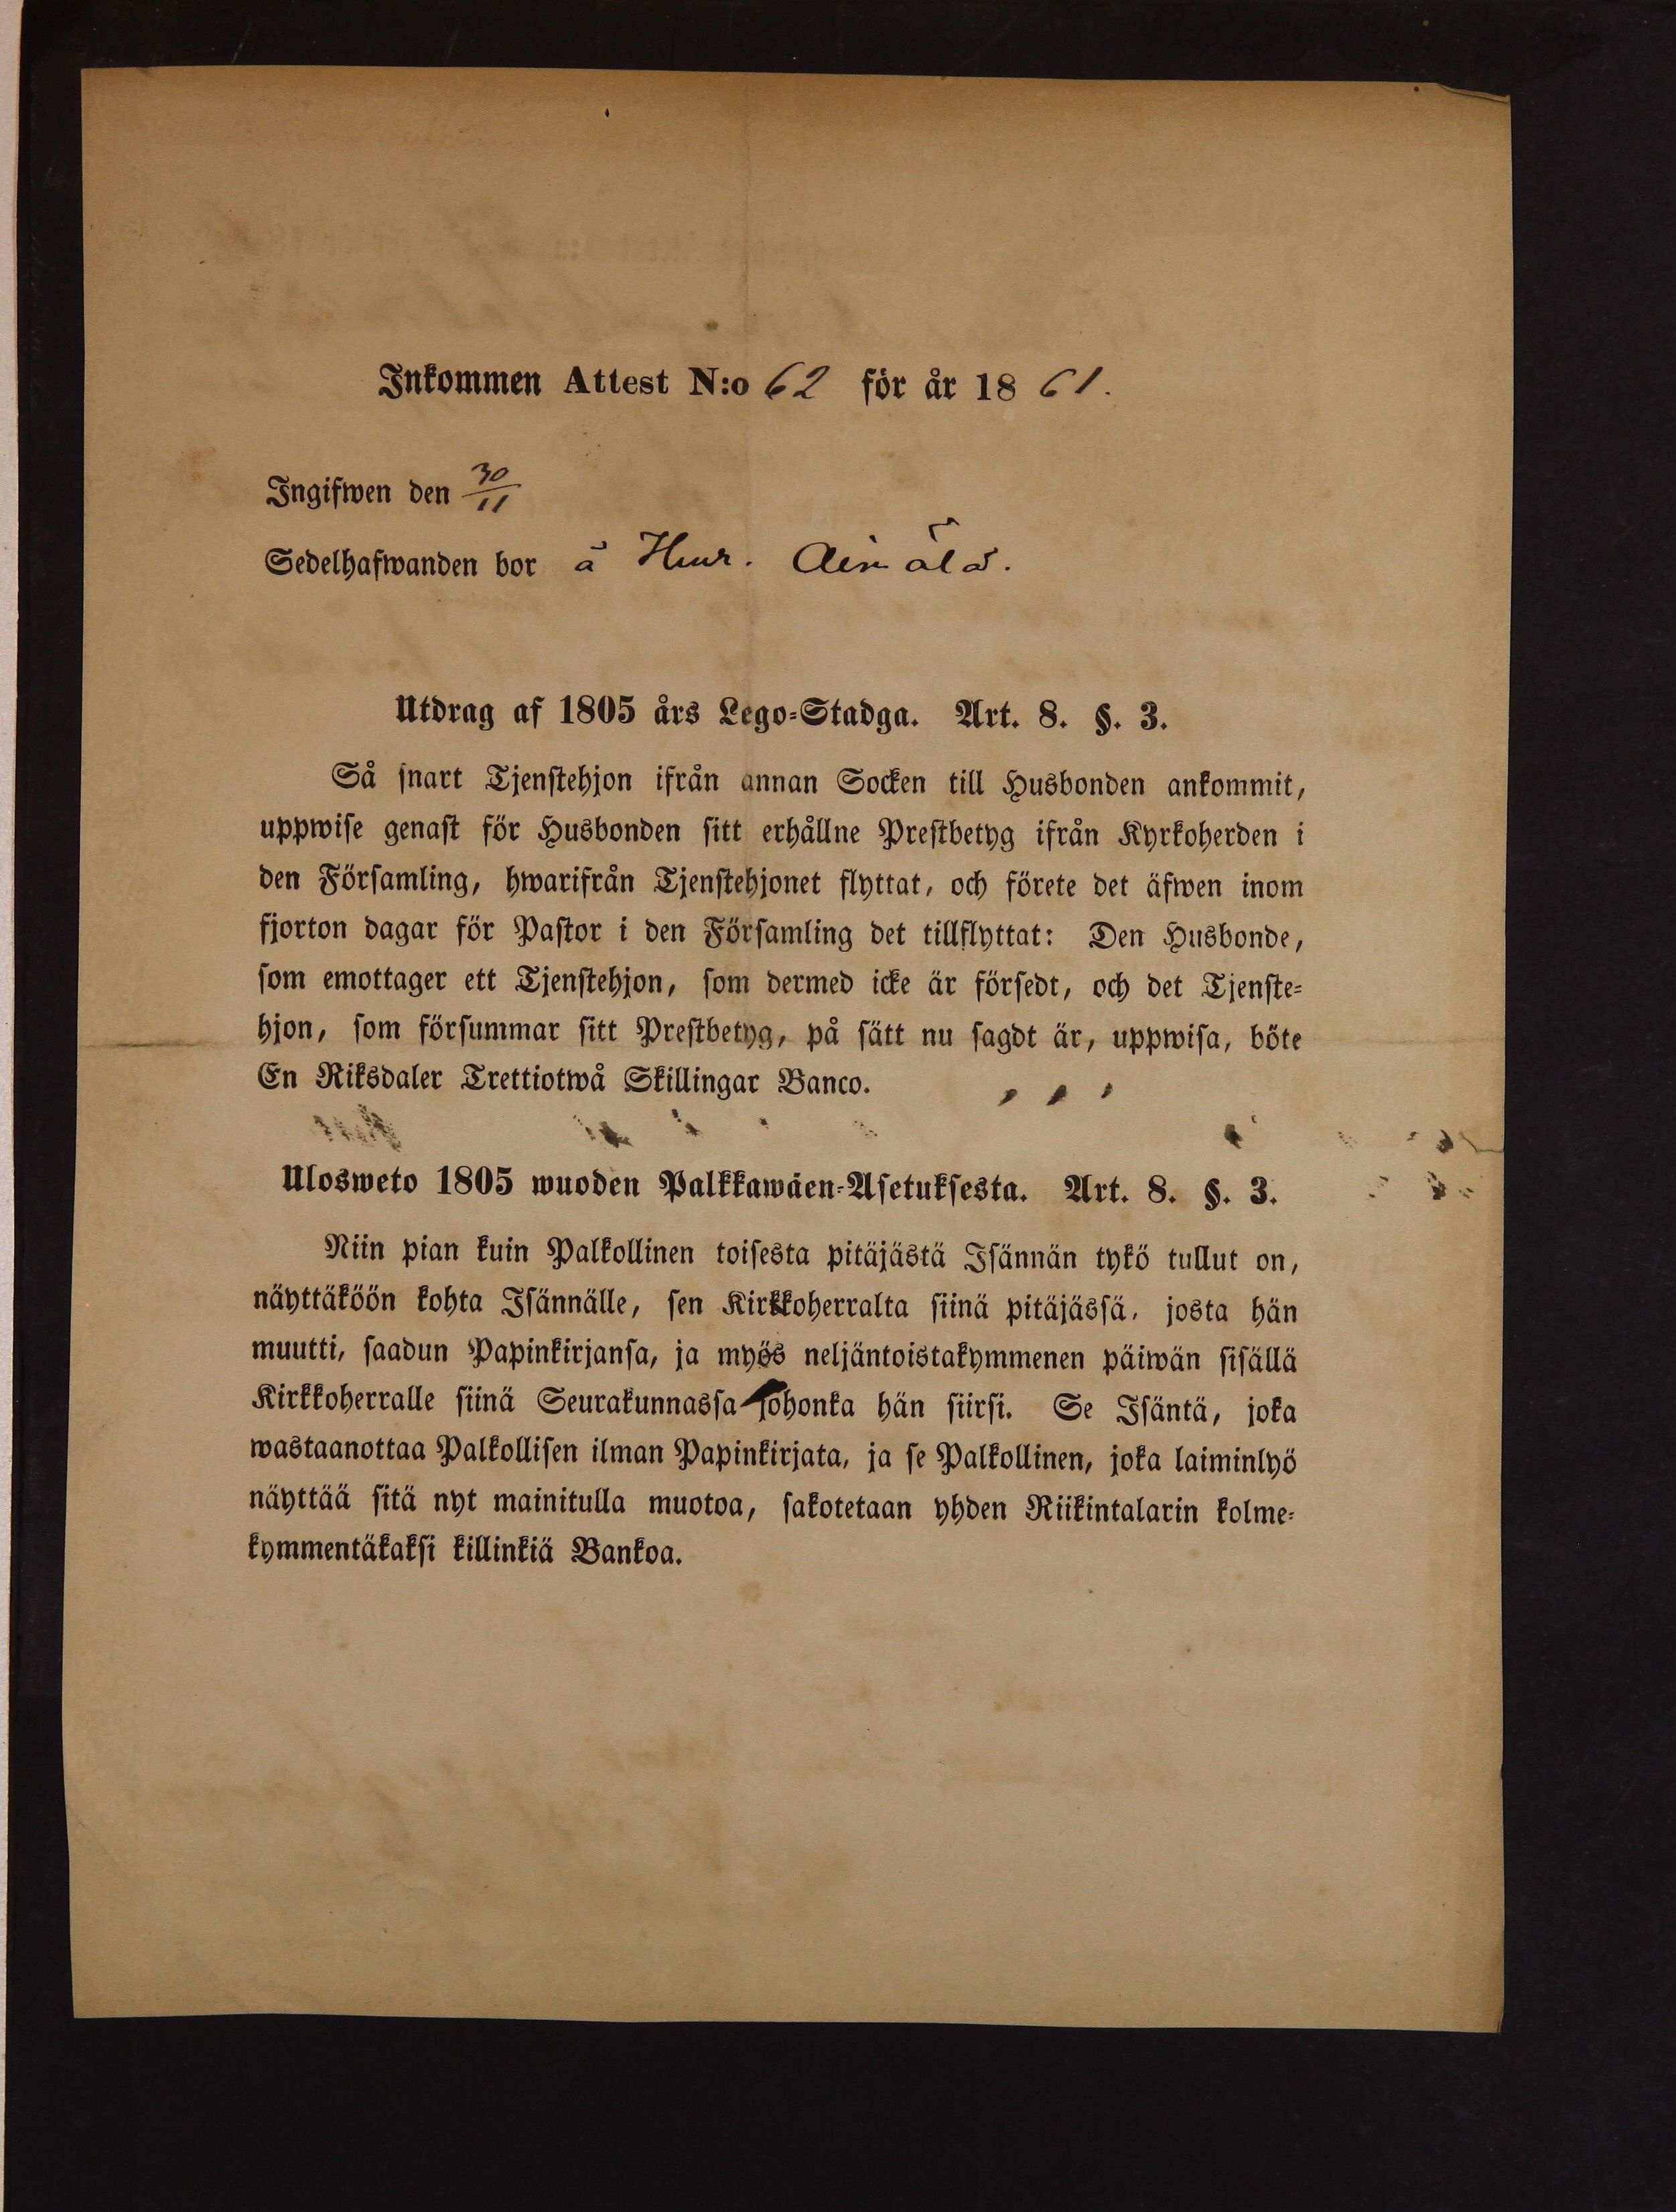 Inkommen Attest N:o 62 för år 1861.
Ingifwen den 30/11
Sedelhafwanden bor å
Utdrag af 1805 års Lego-Stadga. Art. 8. §. 3.
Så snart Tjenstehjon ifrån annan Socken till Husbonden ankommit,
uppwise genast för Husbonden sitt erhållne Prestbetyg ifrån Kyrkoherden i
den Församling, hwarifrån Tjenstehjonet flyttat, och förete det äfwen inom
fjorton dagar för Pastor i den Församling det tillflyttat: Den Husbonde,
som emottager ett Tjenstehjon, som dermed icke är försedt, och det Tjenste-
hjon, som försummar sitt Prestbetyg, på sätt nu sagdt är, uppwisa, böte
En Riksdaler Trettiotwå Skillingar Banco.
Ulosweto 1805 wuoden Palkkawäen-Asetuksesta. Art. 8. §. 3.
Niin pian kuin Palkollinen toisesta pitäjästä Isännän tykö tullut on,
näyttäköön kohta Isännälle, sen Kirkkoherralta siinä pitäjässä, josta hän
muutti, saadun Papinkirjansa, ja myös neljäntoistakymmenen päiwän sisällä
Kirkkoherralle siinä Seurakunnassa johonka hän siirsi. Se Isäntä, joka
wastaanottaa Palkollisen ilman Papinkirjata, ja se Palkollinen, joka laiminlyö
näyttää sitä nyt mainitulla muotoa, sakotetaan yhden Riikintalarin kolme-
kymmentäkaksi killinkiä Bankoa.